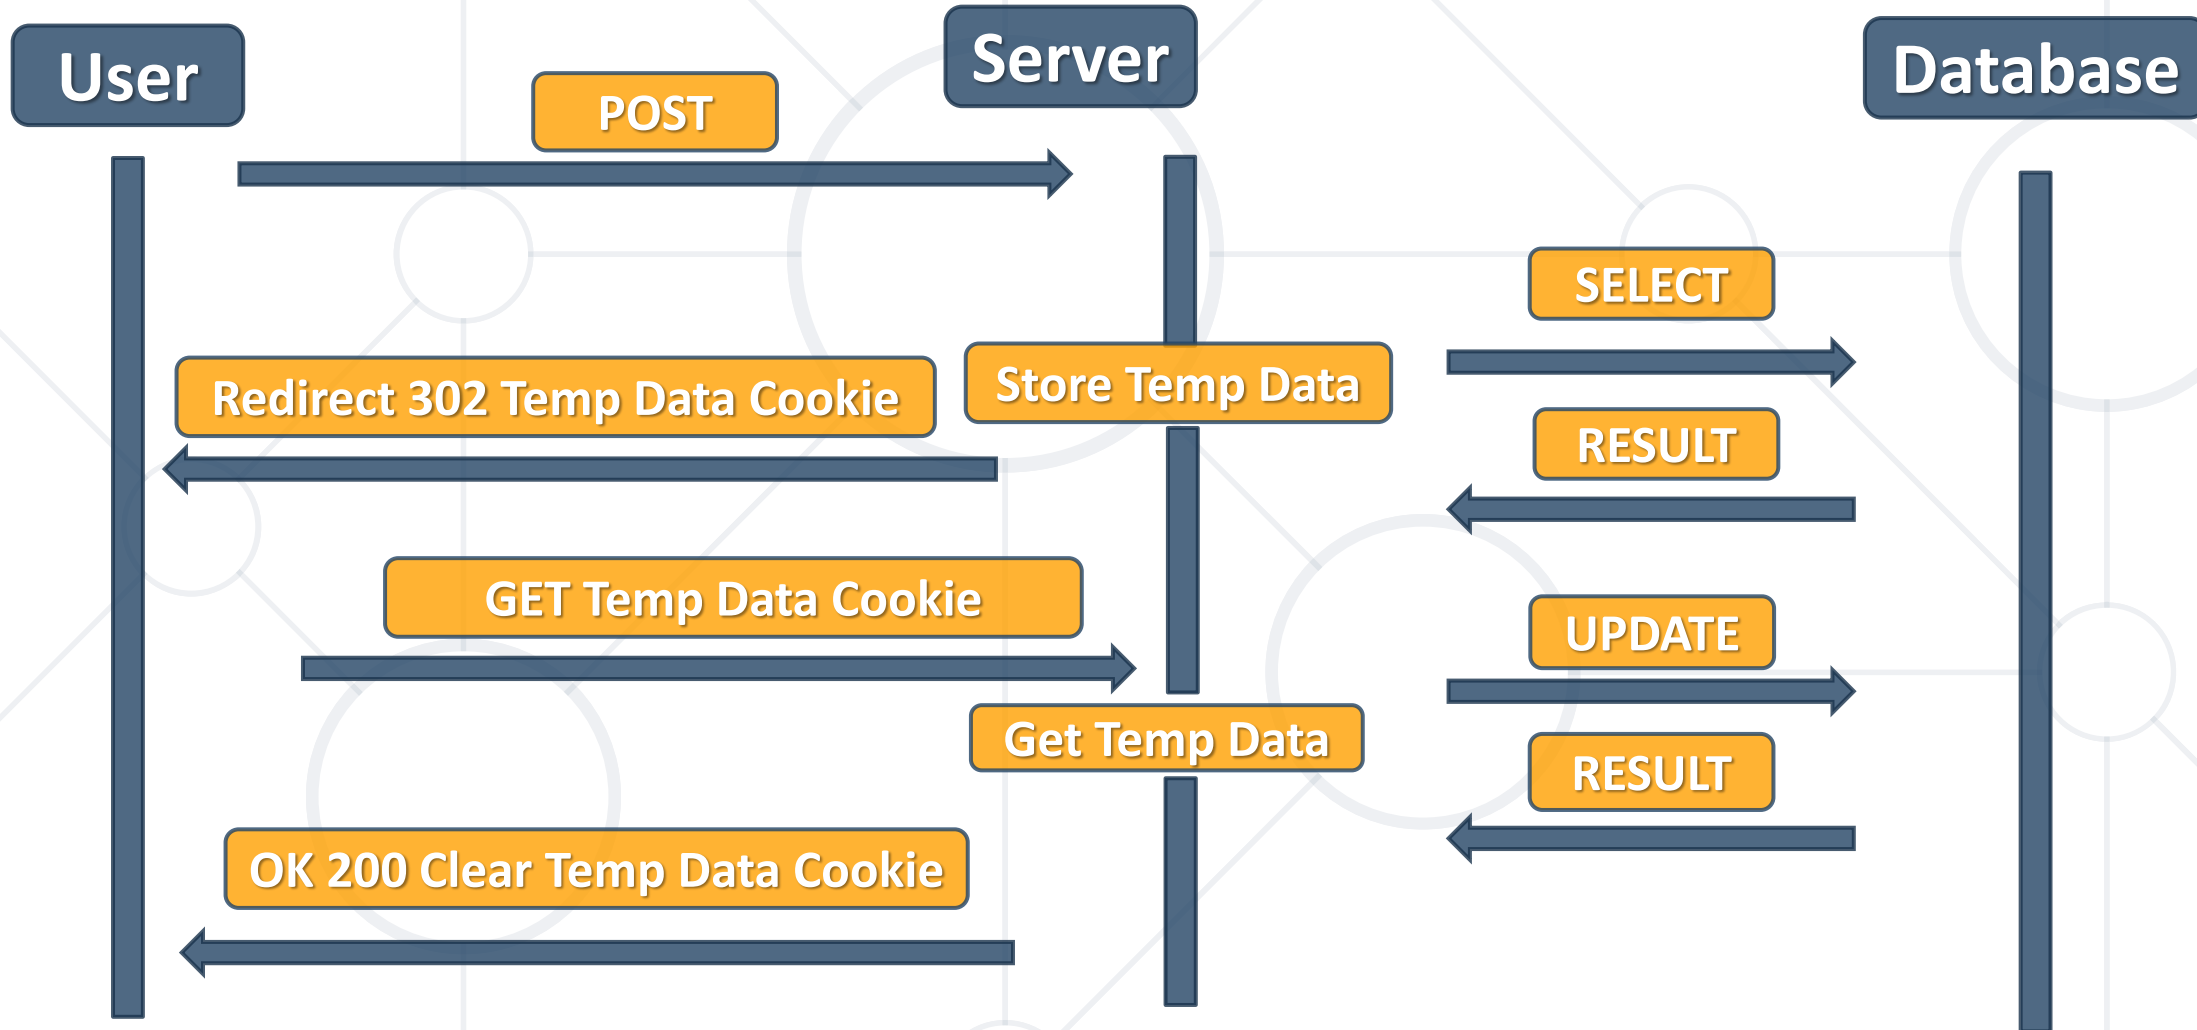 User
Server
Database
POST
SELECT
Store Temp Data
Redirect 302 Temp Data Cookie
RESULT
GET Temp Data Cookie
UPDATE
Get Temp Data
RESULT
OK 200 Clear Temp Data Cookie